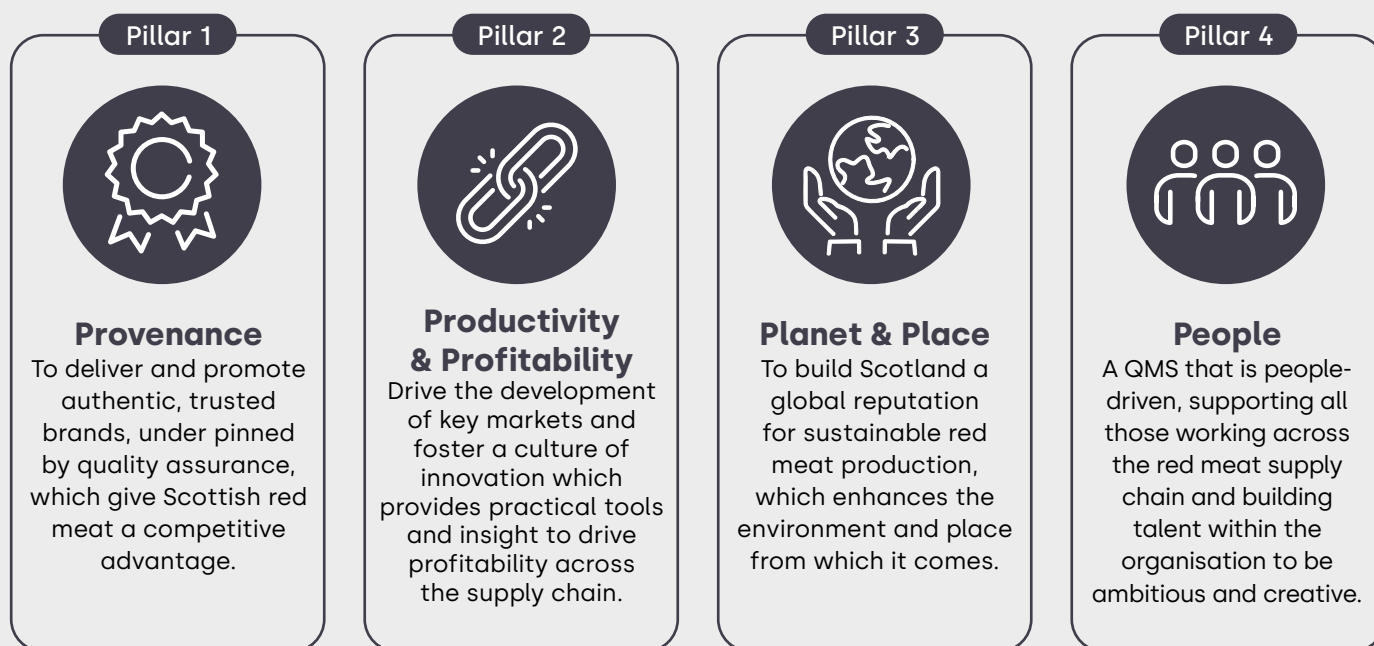 Pillar 1
Provenance
To deliver and promote
authentic, trusted
brands, under pinned
by quality assurance,
which give Scottish red
meat a competitive
advantage.
Pillar 2
Productivity
& Profitability
Drive the development
of key markets and
foster a culture of
innovation which
provides practical tools
and insight to drive
profitability across
the supply chain.
Pillar 3
Planet & Place
To build Scotland a
global reputation
for sustainable red
meat production,
which enhances the
environment and place
from which it comes.
Pillar 4
People
A QMS that is people-
driven, supporting all
those working across
the red meat supply
chain and building
talent within the
organisation to be
ambitious and creative.